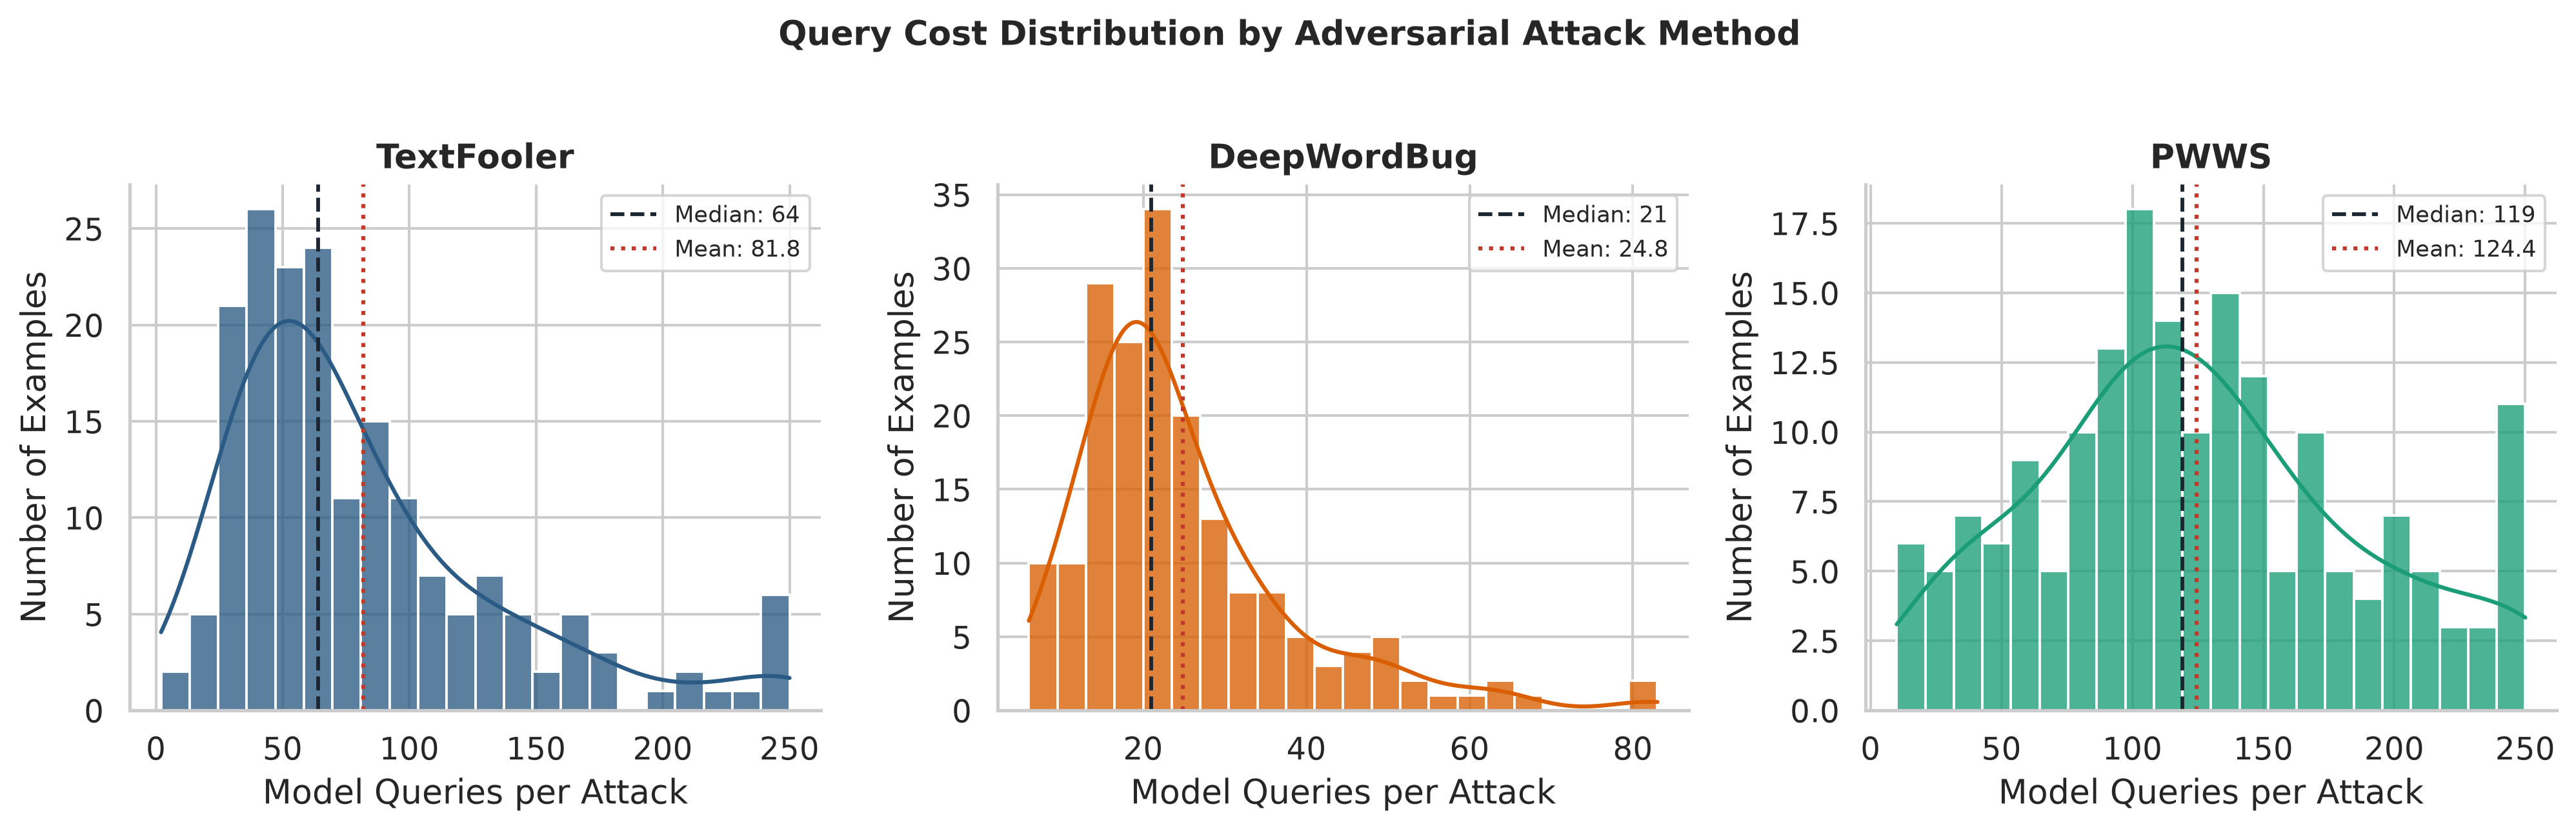 Query Cost Distribution by Adversarial Attack Method
TextFooler
Number of Examples
25
20
15
10
5
0
0 50 100 150 200 250
Model Queries per Attack
Median: 64
Mean: 81.8
DeepWordBug
Number of Examples
35
30
25
20
15
10
5
0
20 40 60 80
Model Queries per Attack
Median: 21
Mean: 24.8
PWWS
Number of Examples
17.5
15.0
12.5
10.0
7.5
5.0
2.5
0.0
0 50 100 150 200 250
Model Queries per Attack
Median: 119
Mean: 124.4